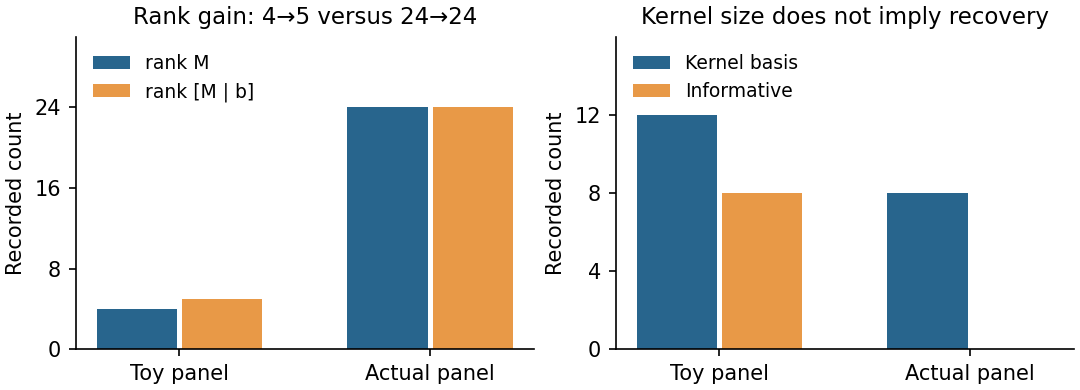 Rank gain: 4→5 versus 24→24
rank M
rank [M | b]
Recorded count
24
16
8
0
Toy panel
Actual panel
Kernel size does not imply recovery
Kernel basis
Informative
Recorded count
12
8
4
0
Toy panel
Actual panel